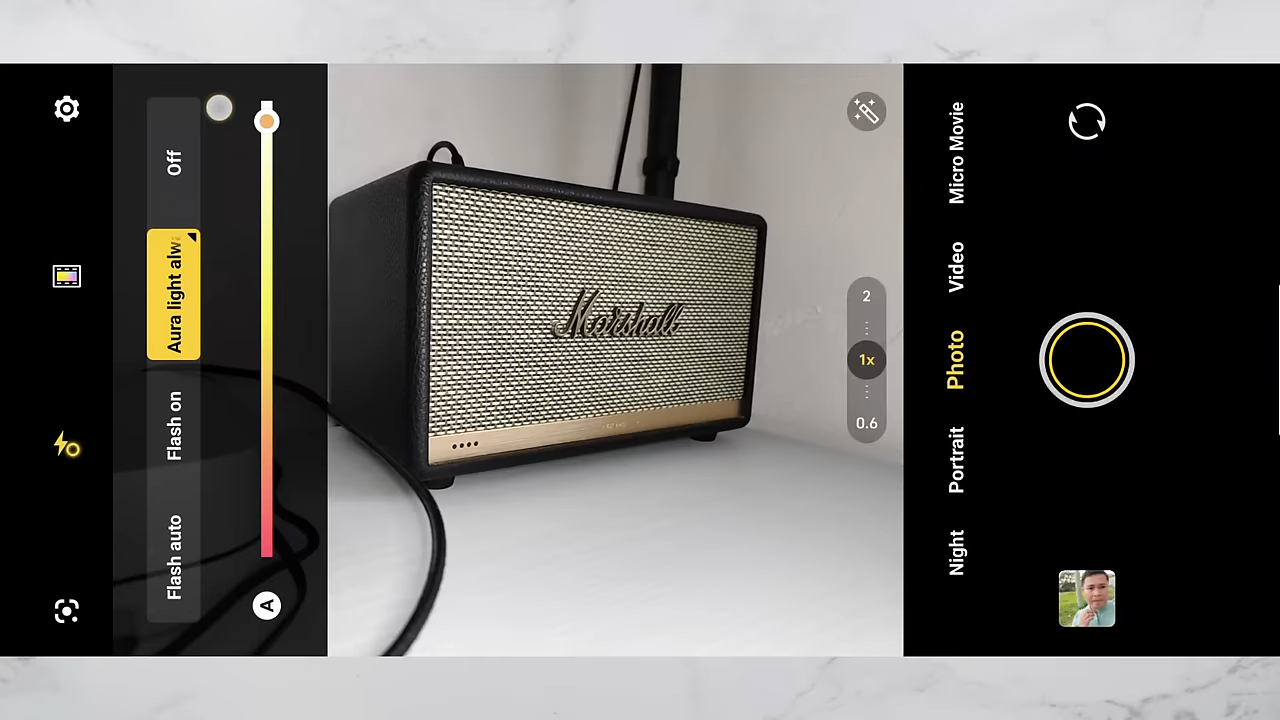 Off
Aura light alw
Flash on
Flash auto
A
Marshall
2
1x
0.6
Micro Movie
Video
Photo
Portrait
Night